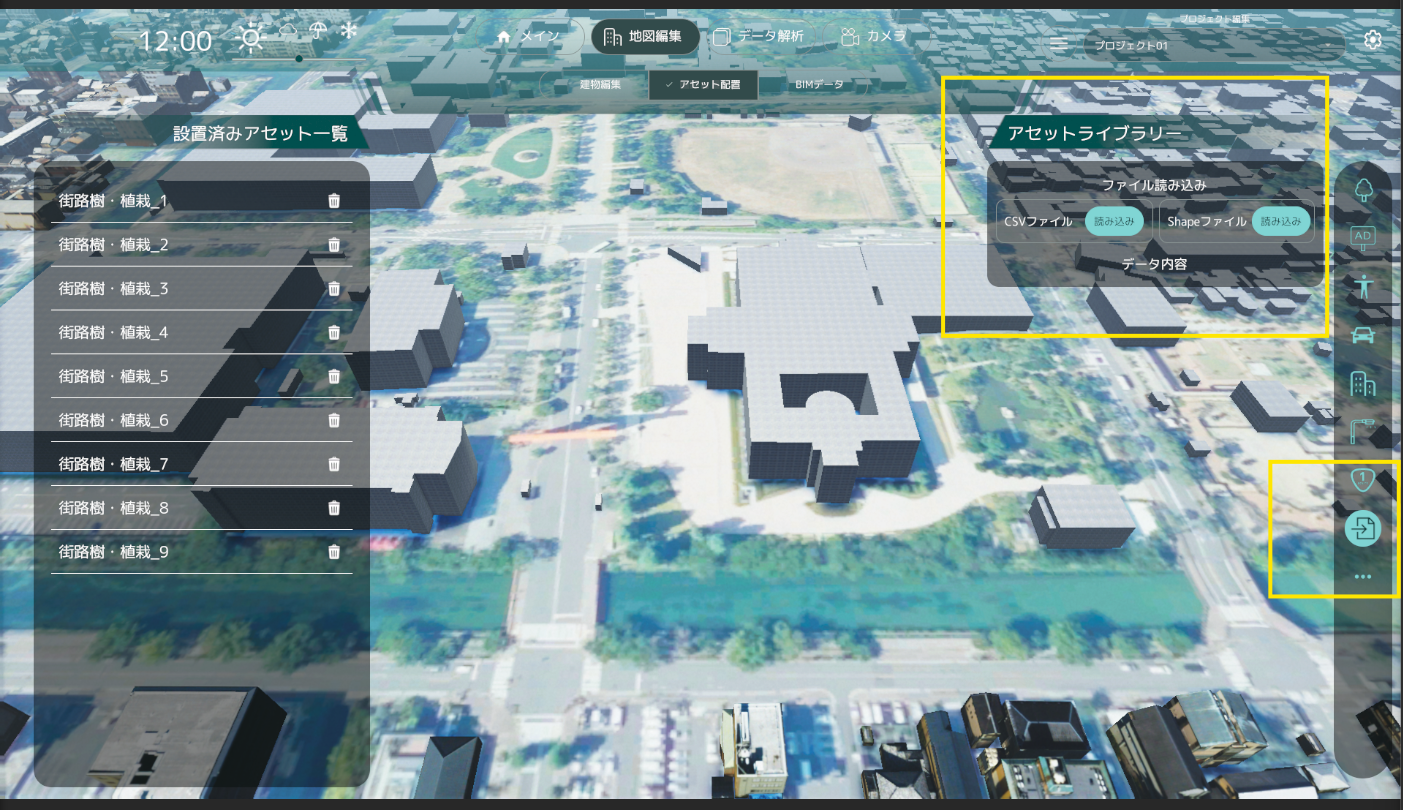 12:00
メイン
地図編集
データ解析
カメラ
プロジェクト編集
プロジェクト01
建物編集
アセット配置
BIMデータ
設置済みアセット一覧
街路樹・植栽_1
街路樹・植栽_2
街路樹・植栽_3
街路樹・植栽_4
街路樹・植栽_5
街路樹・植栽_6
街路樹・植栽_7
街路樹・植栽_8
街路樹・植栽_9
アセットライブラリー
ファイル読み込み
CSVファイル 読み込み Shapeファイル 読み込み
データ内容
AD
1